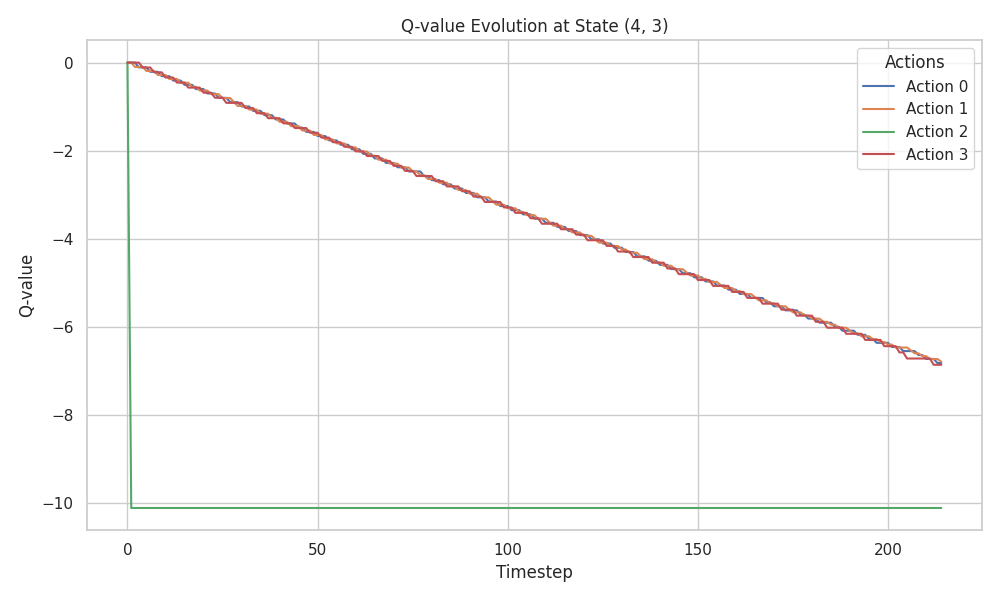 Q-value Evolution at State (4, 3)
Actions
Action 0
Action 1
Action 2
Action 3
Q-value
0
−2
−4
−6
−8
−10
0
50
100
150
200
Timestep